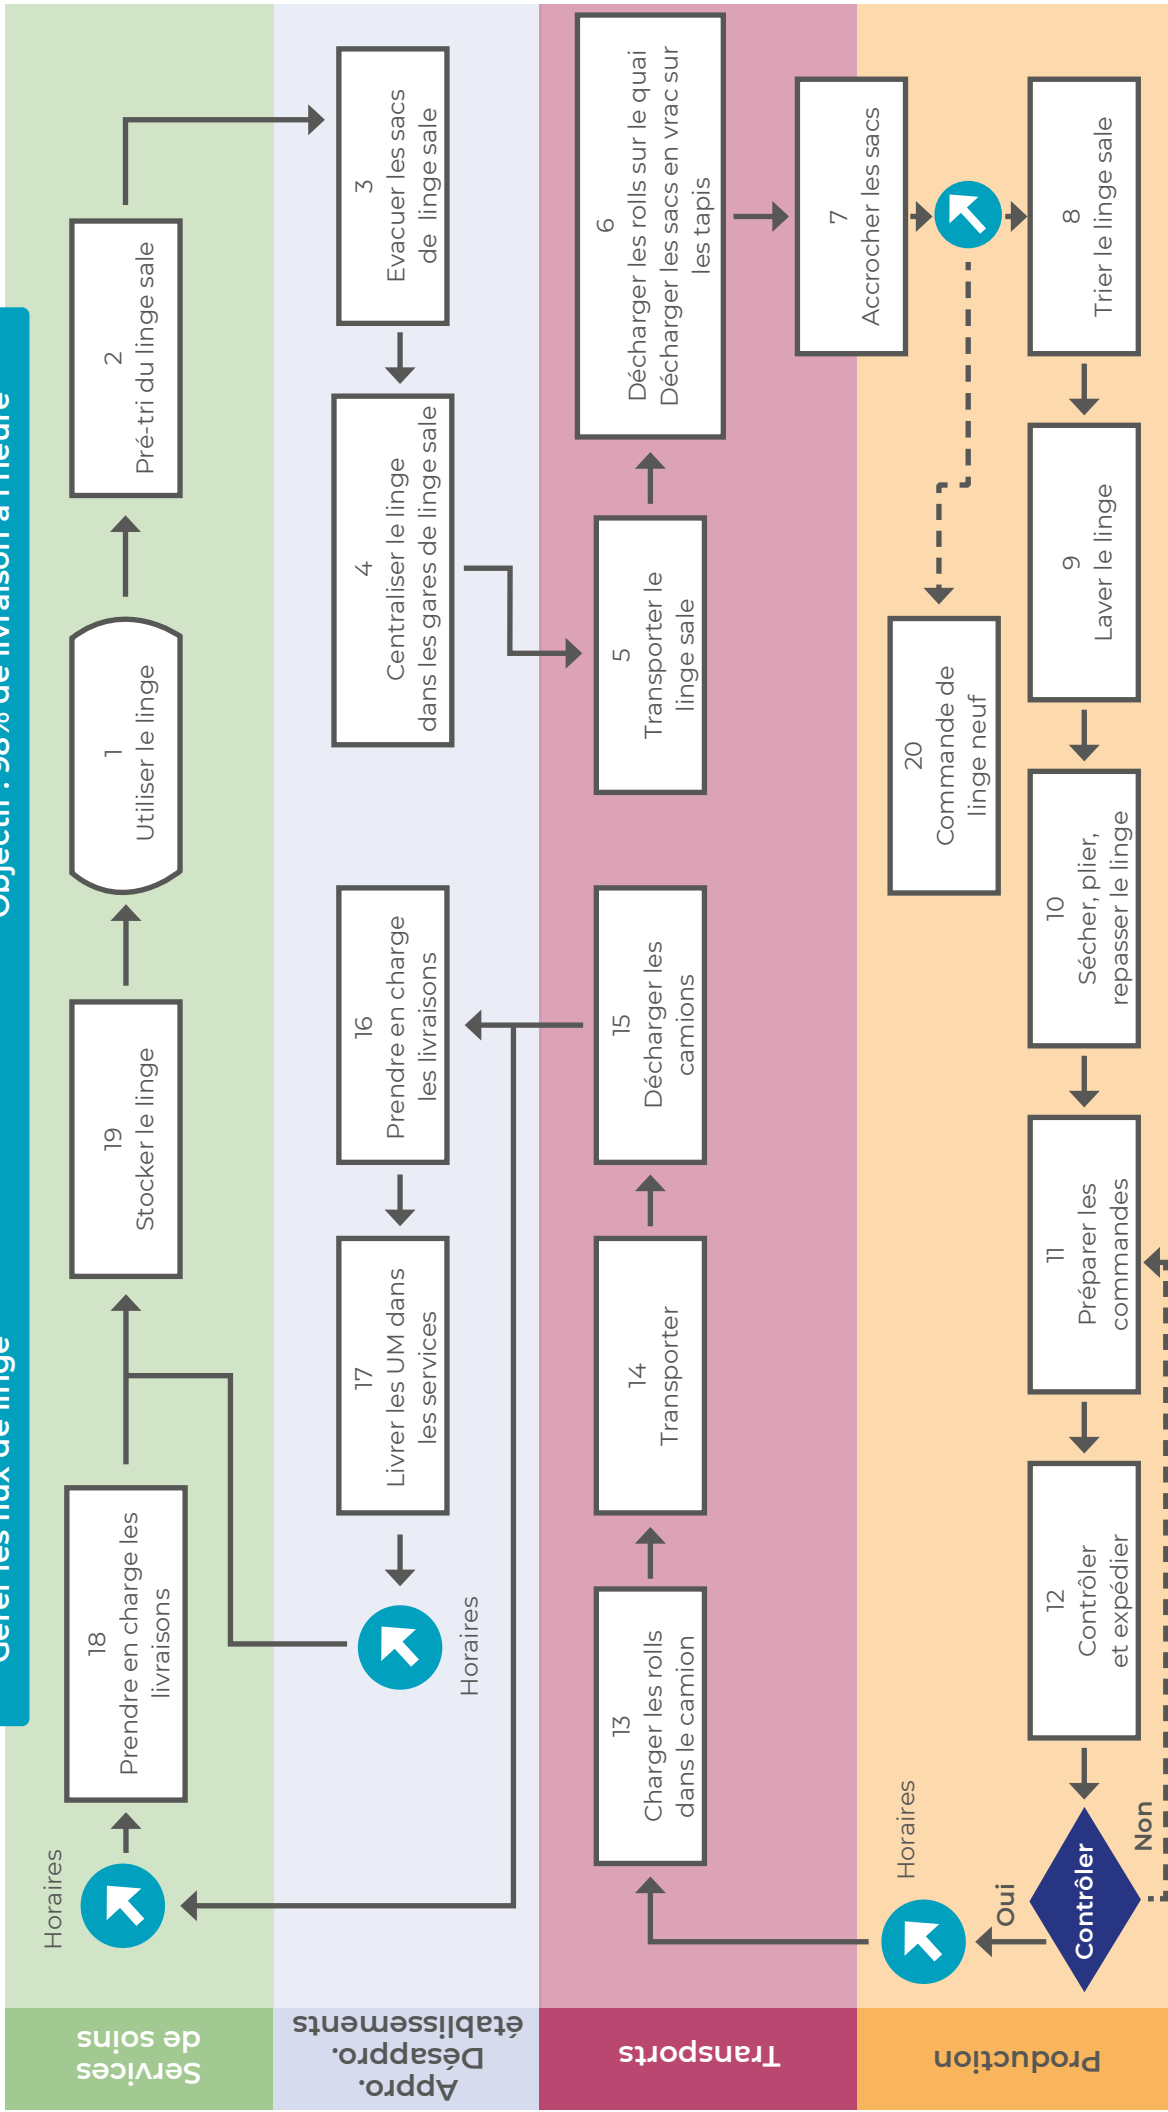 Gérer les flux de linge
Objectif : 98% de livraison à l'heure
Services
de soins
Horaires
18
Prendre en charge les
livraisons
19
Stocker le linge
1
Utiliser le linge
2
Pré-tri du linge sale
Appro.
Désappro.
établissements
Horaires
17
Livrer les UM dans
les services
16
Prendre en charge
les livraisons
4
Centraliser le linge
dans les gares de linge sale
3
Evacuer les sacs
de linge sale
Transports
13
Charger les rolls
dans le camion
14
Transporter
15
Décharger les
camions
5
Transporter le
linge sale
6
Décharger les rolls sur le quai
Décharger les sacs en vrac sur
les tapis
7
Accrocher les sacs
Production
Horaires
Oui
Contrôler
Non
12
Contrôler
et expédier
11
Préparer les
commandes
10
Sécher, plier,
repasser le linge
20
Commande de
linge neuf
9
Laver le linge
8
Trier le linge sale